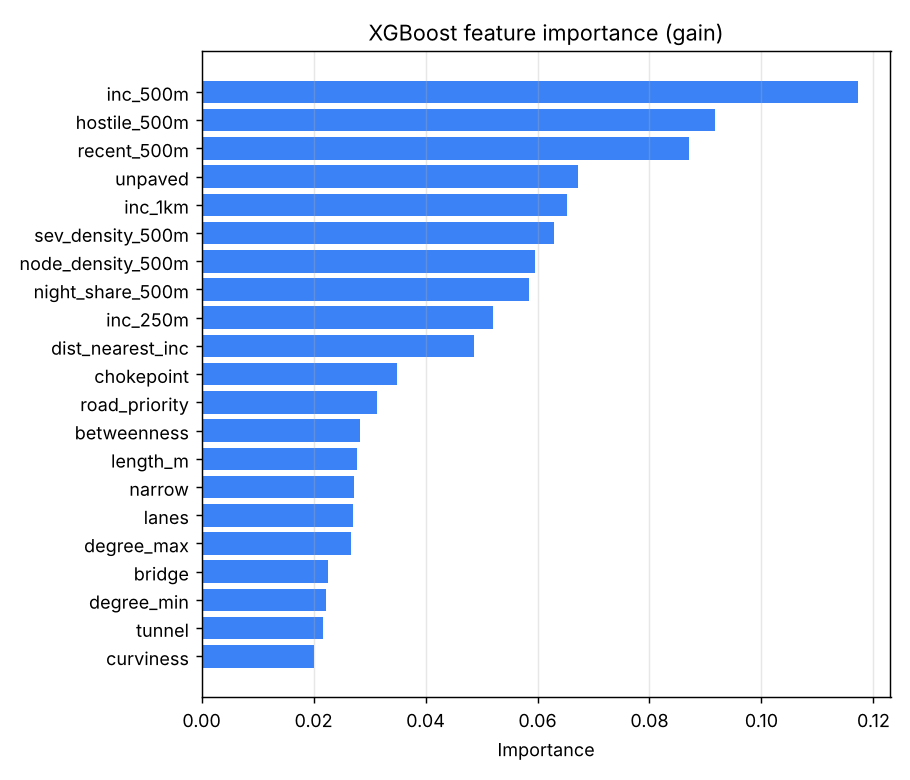 XGBoost feature importance (gain)
inc_500m
hostile_500m
recent_500m
unpaved
inc_1km
sev_density_500m
node_density_500m
night_share_500m
inc_250m
dist_nearest_inc
chokepoint
road_priority
betweenness
length_m
narrow
lanes
degree_max
bridge
degree_min
tunnel
curviness
0.00 0.02 0.04 0.06 0.08 0.10 0.12
Importance